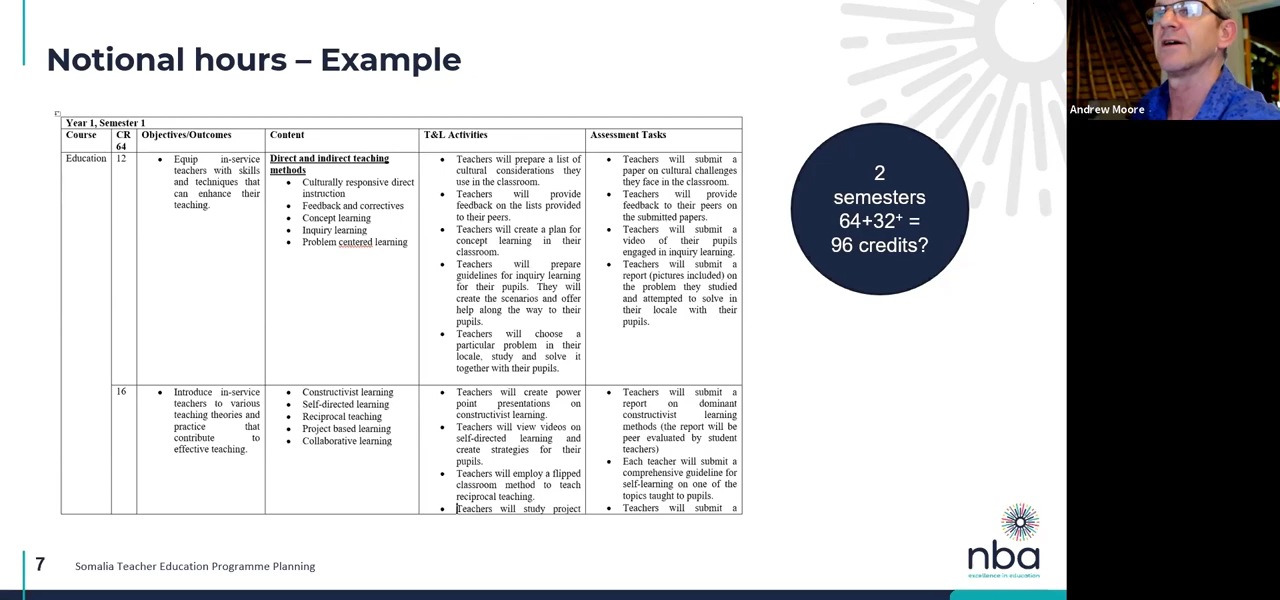 Notional hours – Example
Andrew Moore
Year 1, Semester 1
Course
CR
64
Objectives/Outcomes
Content
T&L Activities
Assessment Tasks
Education
12
• Equip in-service
teachers with skills
and techniques that
can enhance their
teaching.
Direct and indirect teaching
methods
• Culturally responsive direct
instruction
• Feedback and correctives
• Concept learning
• Inquiry learning
• Problem centered learning
• Teachers will prepare a list of
cultural considerations they
use in the classroom.
• Teachers will provide
feedback on the lists provided
to their peers.
• Teachers will create a plan for
concept learning in their
classroom.
• Teachers will prepare
guidelines for inquiry learning
for their pupils. They will
create the scenarios and offer
help along the way to their
pupils.
• Teachers will choose a
particular problem in their
locale, study and solve it
together with their pupils.
• Teachers will submit a
paper on cultural challenges
they face in the classroom.
• Teachers will provide
feedback to their peers on
the submitted papers.
• Teachers will submit a
video of their pupils
engaged in inquiry learning.
• Teachers will submit a
report (pictures included) on
the problem they studied
and attempted to solve in
their locale with their
pupils.
16
• Introduce in-service
teachers to various
teaching theories and
practice that
contribute to
effective teaching.
• Constructivist learning
• Self-directed learning
• Reciprocal teaching
• Project based learning
• Collaborative learning
• Teachers will create power
point presentations on
constructivist learning.
• Teachers will view videos on
self-directed learning and
create strategies for their
pupils.
• Teachers will employ a flipped
classroom method to teach
reciprocal teaching.
• Teachers will study project
• Teachers will submit a
report on dominant
constructivist learning
methods (the report will be
peer evaluated by student
teachers)
• Each teacher will submit a
comprehensive guideline for
self-learning on one of the
topics taught to pupils.
• Teachers will submit a
2
semesters
64+32⁺ =
96 credits?
nba
excellence in education
7
Somalia Teacher Education Programme Planning